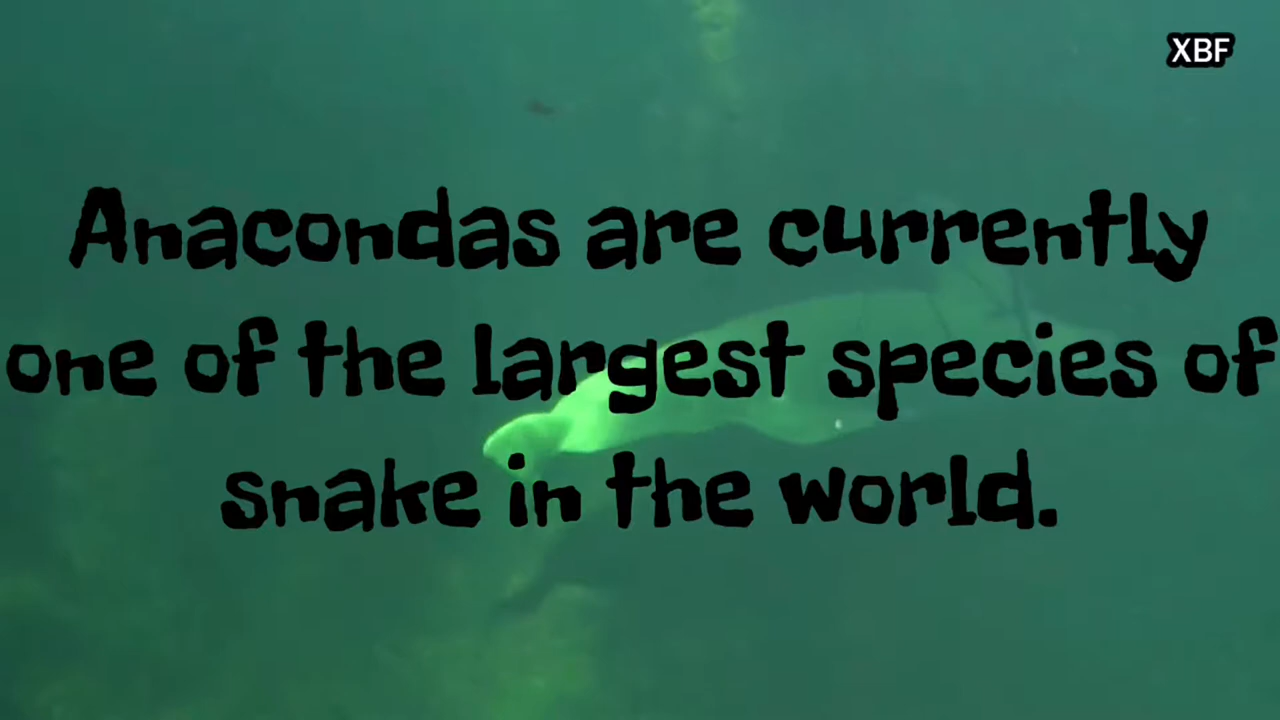 XBF
Anacondas are currently
one of the largest species of
snake in the world.